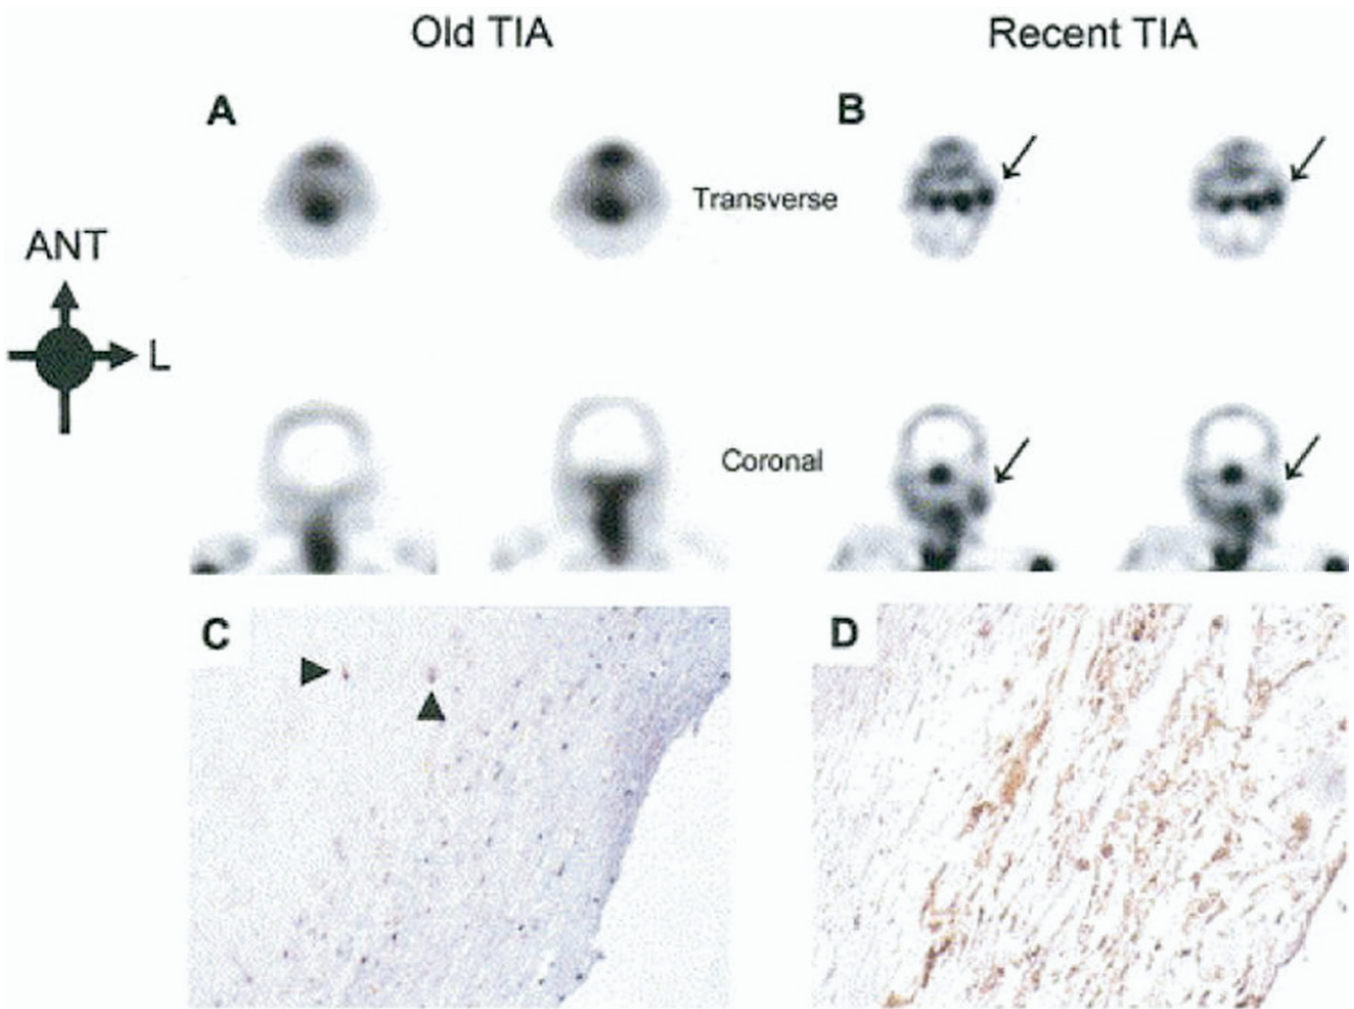 Old TIA
Recent TIA
A
B
Transverse
ANT
L
Coronal
C
D